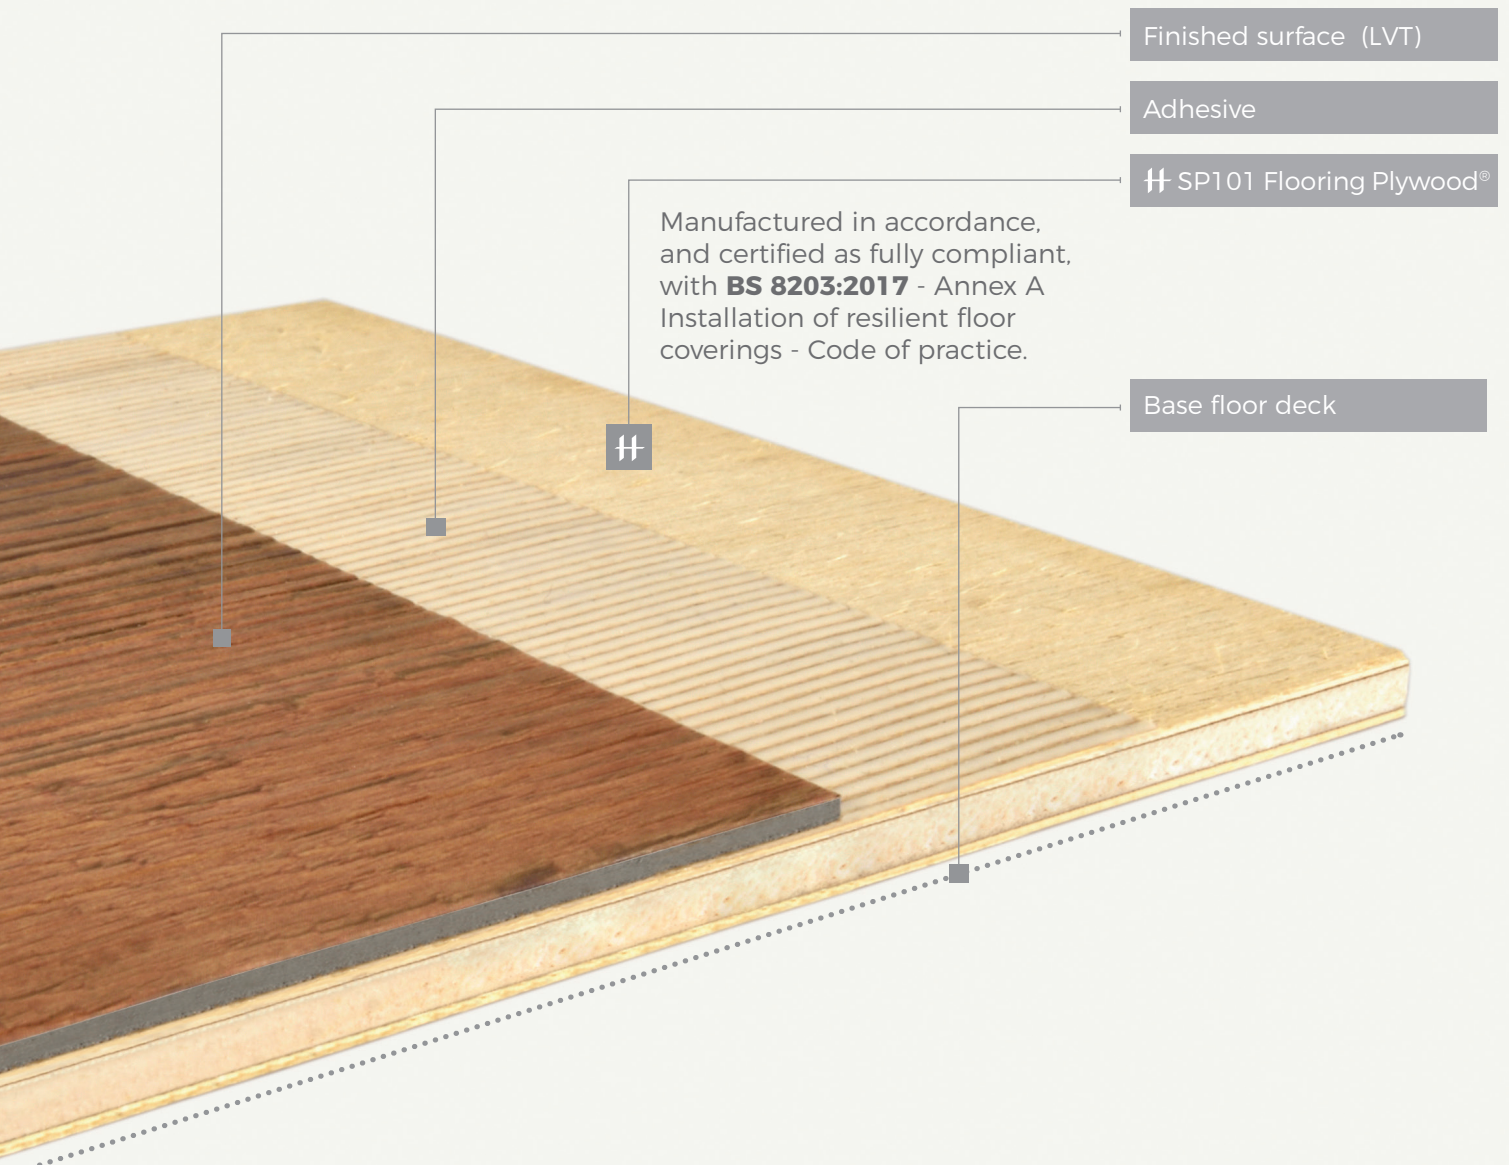 Finished surface (LVT)
Adhesive
SP101 Flooring Plywood®
Manufactured in accordance,
and certified as fully compliant,
with BS 8203:2017 - Annex A
Installation of resilient floor
coverings - Code of practice.
Base floor deck